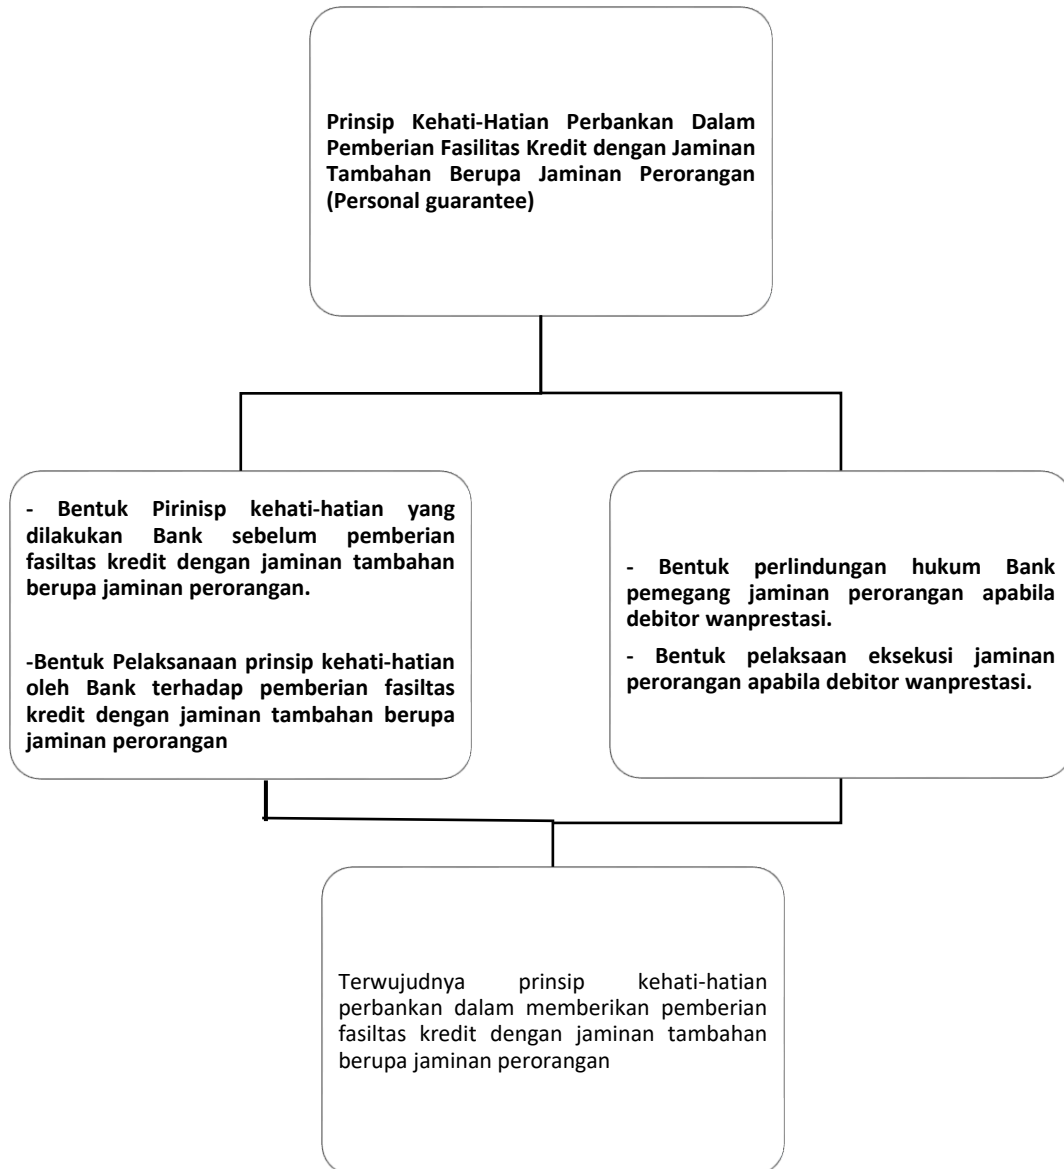 Prinsip Kehati-Hatian Perbankan Dalam
Pemberian Fasilitas Kredit dengan Jaminan
Tambahan Berupa Jaminan Perorangan
(Personal guarantee)
- Bentuk Pirinisp kehati-hatian yang
dilakukan Bank sebelum pemberian
fasiltas kredit dengan jaminan tambahan
berupa jaminan perorangan.
-Bentuk Pelaksanaan prinsip kehati-hatian
oleh Bank terhadap pemberian fasiltas
kredit dengan jaminan tambahan berupa
jaminan perorangan
- Bentuk perlindungan hukum Bank
pemegang jaminan perorangan apabila
debitor wanprestasi.
- Bentuk pelaksaan eksekusi jaminan
perorangan apabila debitor wanprestasi.
Terwujudnya prinsip kehati-hatian
perbankan dalam memberikan pemberian
fasiltas kredit dengan jaminan tambahan
berupa jaminan perorangan